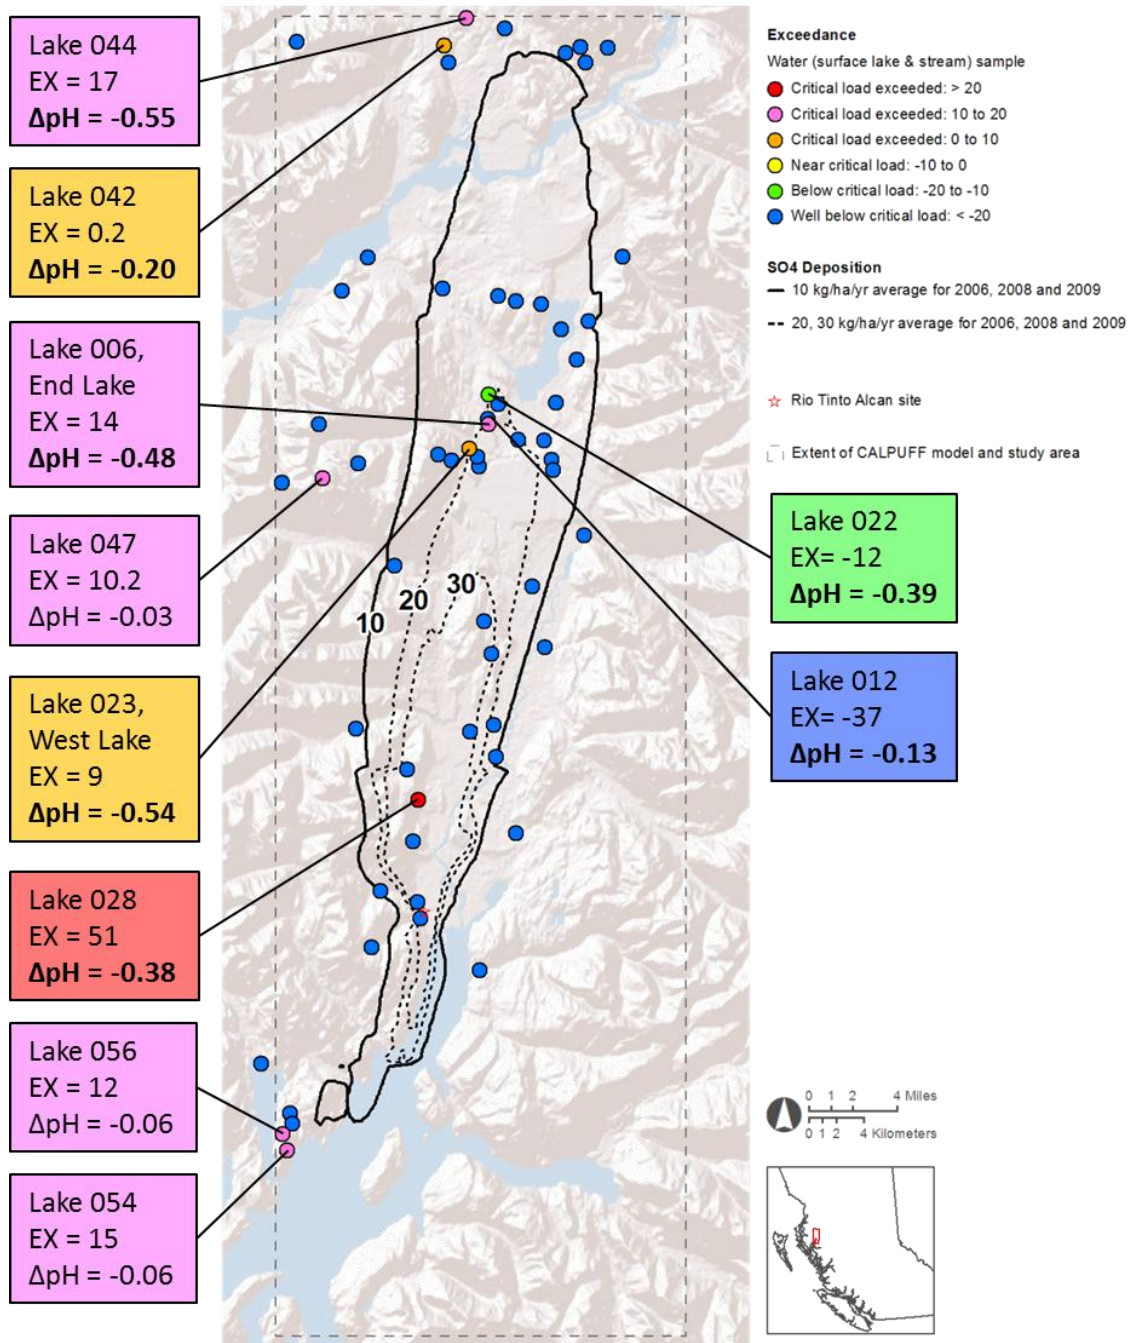 Lake 044
EX = 17
ΔpH = -0.55
Lake 042
EX = 0.2
ΔpH = -0.20
Lake 006,
End Lake
EX = 14
ΔpH = -0.48
Lake 047
EX = 10.2
ΔpH = -0.03
Lake 023,
West Lake
EX = 9
ΔpH = -0.54
Lake 028
EX = 51
ΔpH = -0.38
Lake 056
EX = 12
ΔpH = -0.06
Lake 054
EX = 15
ΔpH = -0.06
10
20
30
Exceedance
Water (surface lake & stream) sample
Critical load exceeded: > 20
Critical load exceeded: 10 to 20
Critical load exceeded: 0 to 10
Near critical load: -10 to 0
Below critical load: -20 to -10
Well below critical load: < -20
SO4 Deposition
10 kg/ha/yr average for 2006, 2008 and 2009
20, 30 kg/ha/yr average for 2006, 2008 and 2009
Rio Tinto Alcan site
Extent of CALPUFF model and study area
Lake 022
EX= -12
ΔpH = -0.39
Lake 012
EX= -37
ΔpH = -0.13
0 1 2 4 Miles
0 1 2 4 Kilometers